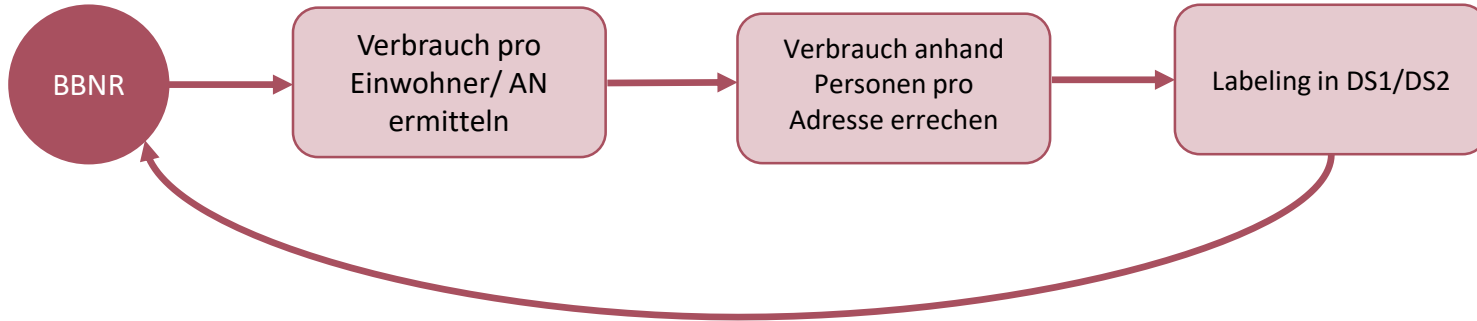 BBNR
Verbrauch pro
Einwohner/ AN
ermitteln
Verbrauch anhand
Personen pro
Adresse errechen
Labeling in DS1/DS2